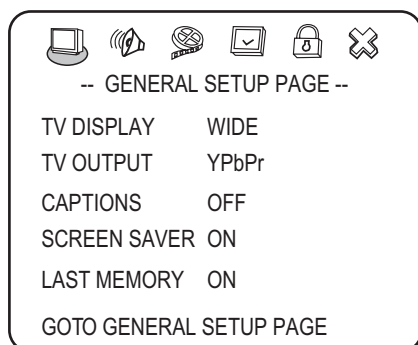 -- GENERAL SETUP PAGE --
TV DISPLAY WIDE
TV OUTPUT YPbPr
CAPTIONS OFF
SCREEN SAVER ON
LAST MEMORY ON
GOTO GENERAL SETUP PAGE